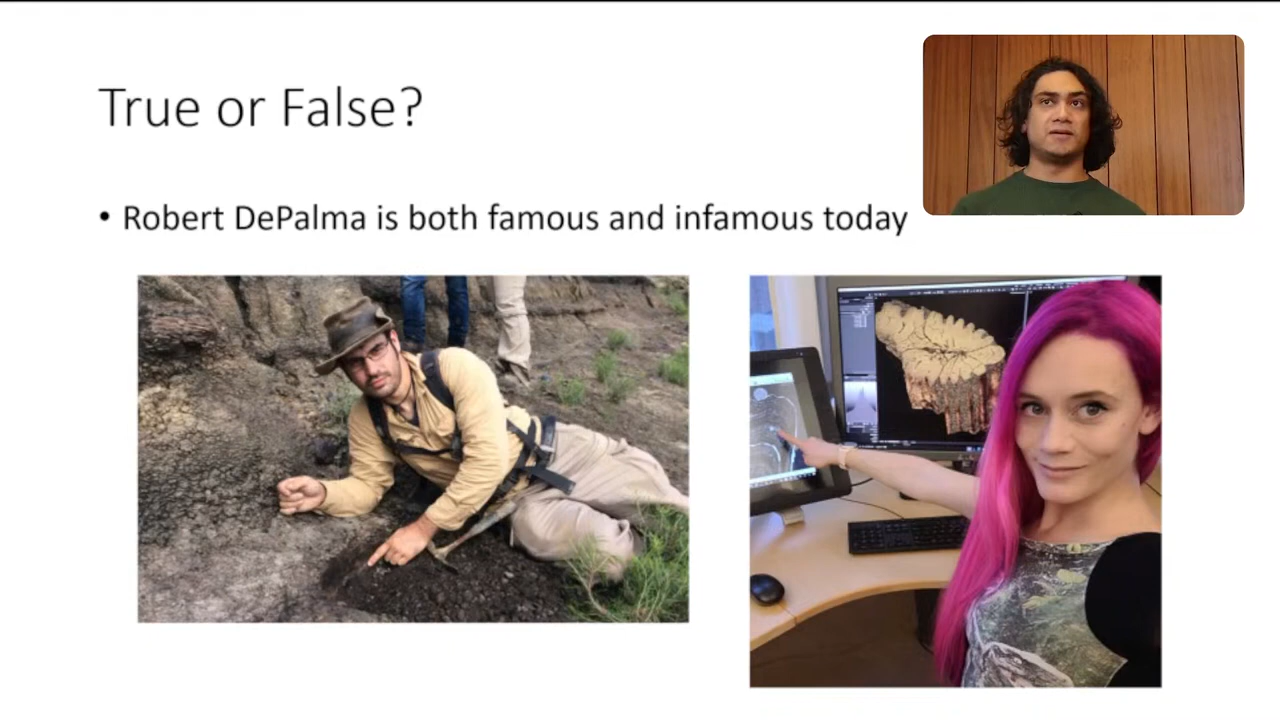 True or False?
• Robert DePalma is both famous and infamous today